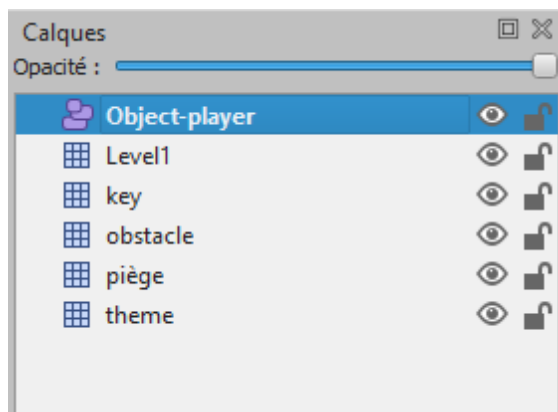 Calques
Opacité :
Object-player
Level1
key
obstacle
piège
theme